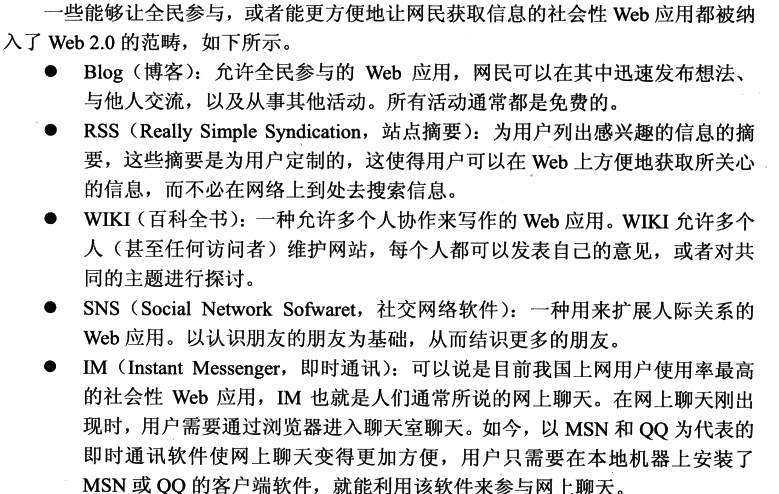 一些能够让全民参与，或者能更方便地让网民获取信息的社会性 Web 应用都被纳
入了 Web 2.0 的范畴，如下所示。
● Blog（博客）：允许全民参与的 Web 应用，网民可以在其中迅速发布想法、
与他人交流，以及从事其他活动。所有活动通常都是免费的。
● RSS（Really Simple Syndication，站点摘要）：为用户列出感兴趣的信息的摘
要，这些摘要是为用户定制的，这使得用户可以在 Web 上方便地获取所关心
的信息，而不必在网络上到处去搜索信息。
● WIKI（百科全书）：一种允许多个人协作来写作的 Web 应用。WIKI 允许多个
人（甚至任何访问者）维护网站，每个人都可以发表自己的意见，或者对共
同的主题进行探讨。
● SNS（Social Network Sofwaret，社交网络软件）：一种用来扩展人际关系的
Web 应用。以认识朋友的朋友为基础，从而结识更多的朋友。
● IM（Instant Messenger，即时通讯）：可以说是目前我国上网用户使用率最高
的社会性 Web 应用，IM 也就是人们通常所说的网上聊天。在网上聊天刚出
现时，用户需要通过浏览器进入聊天室聊天。如今，以 MSN 和 QQ 为代表的
即时通讯软件使网上聊天变得更加方便，用户只需要在本地机器上安装了
MSN 或 QQ 的客户端软件，就能利用该软件来参与网上聊天。